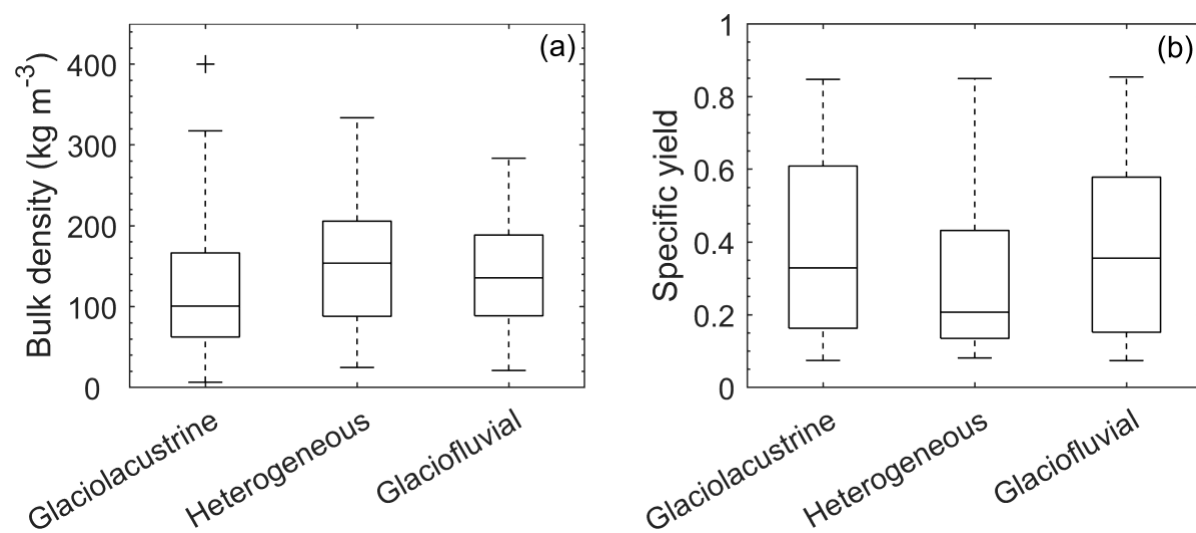 (a)
Bulk density (kg m⁻³)
400
300
200
100
0
Glaciolacustrine
Heterogeneous
Glaciofluvial
(b)
Specific yield
1
0.8
0.6
0.4
0.2
0
Glaciolacustrine
Heterogeneous
Glaciofluvial